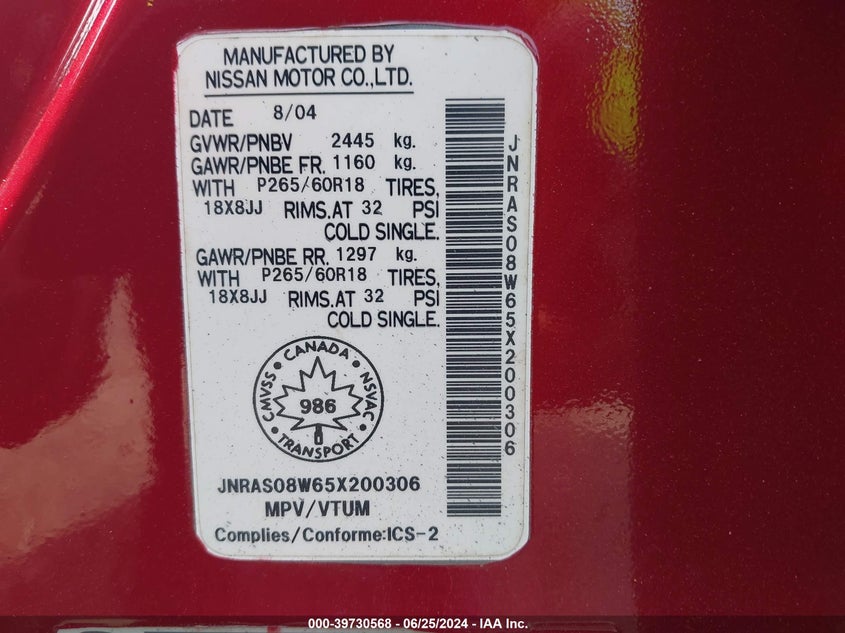 MANUFACTURED BY
NISSAN MOTOR CO.,LTD.
DATE 8/04
GVWR/PNBV 2445 kg.
GAWR/PNBE FR. 1160 kg.
WITH P265/60R18 TIRES,
18X8JJ RIMS.AT 32 PSI
COLD SINGLE.
GAWR/PNBE RR. 1297 kg.
WITH P265/60R18 TIRES,
18X8JJ RIMS.AT 32 PSI
COLD SINGLE.
CANADA
CMVSS NSVAC
986
TRANSPORT
JNRAS08W65X200306
MPV/VTUM
Complies/Conforme:ICS-2
JNRAS08W65X200306
000-39730568 - 06/25/2024 - IAA Inc.